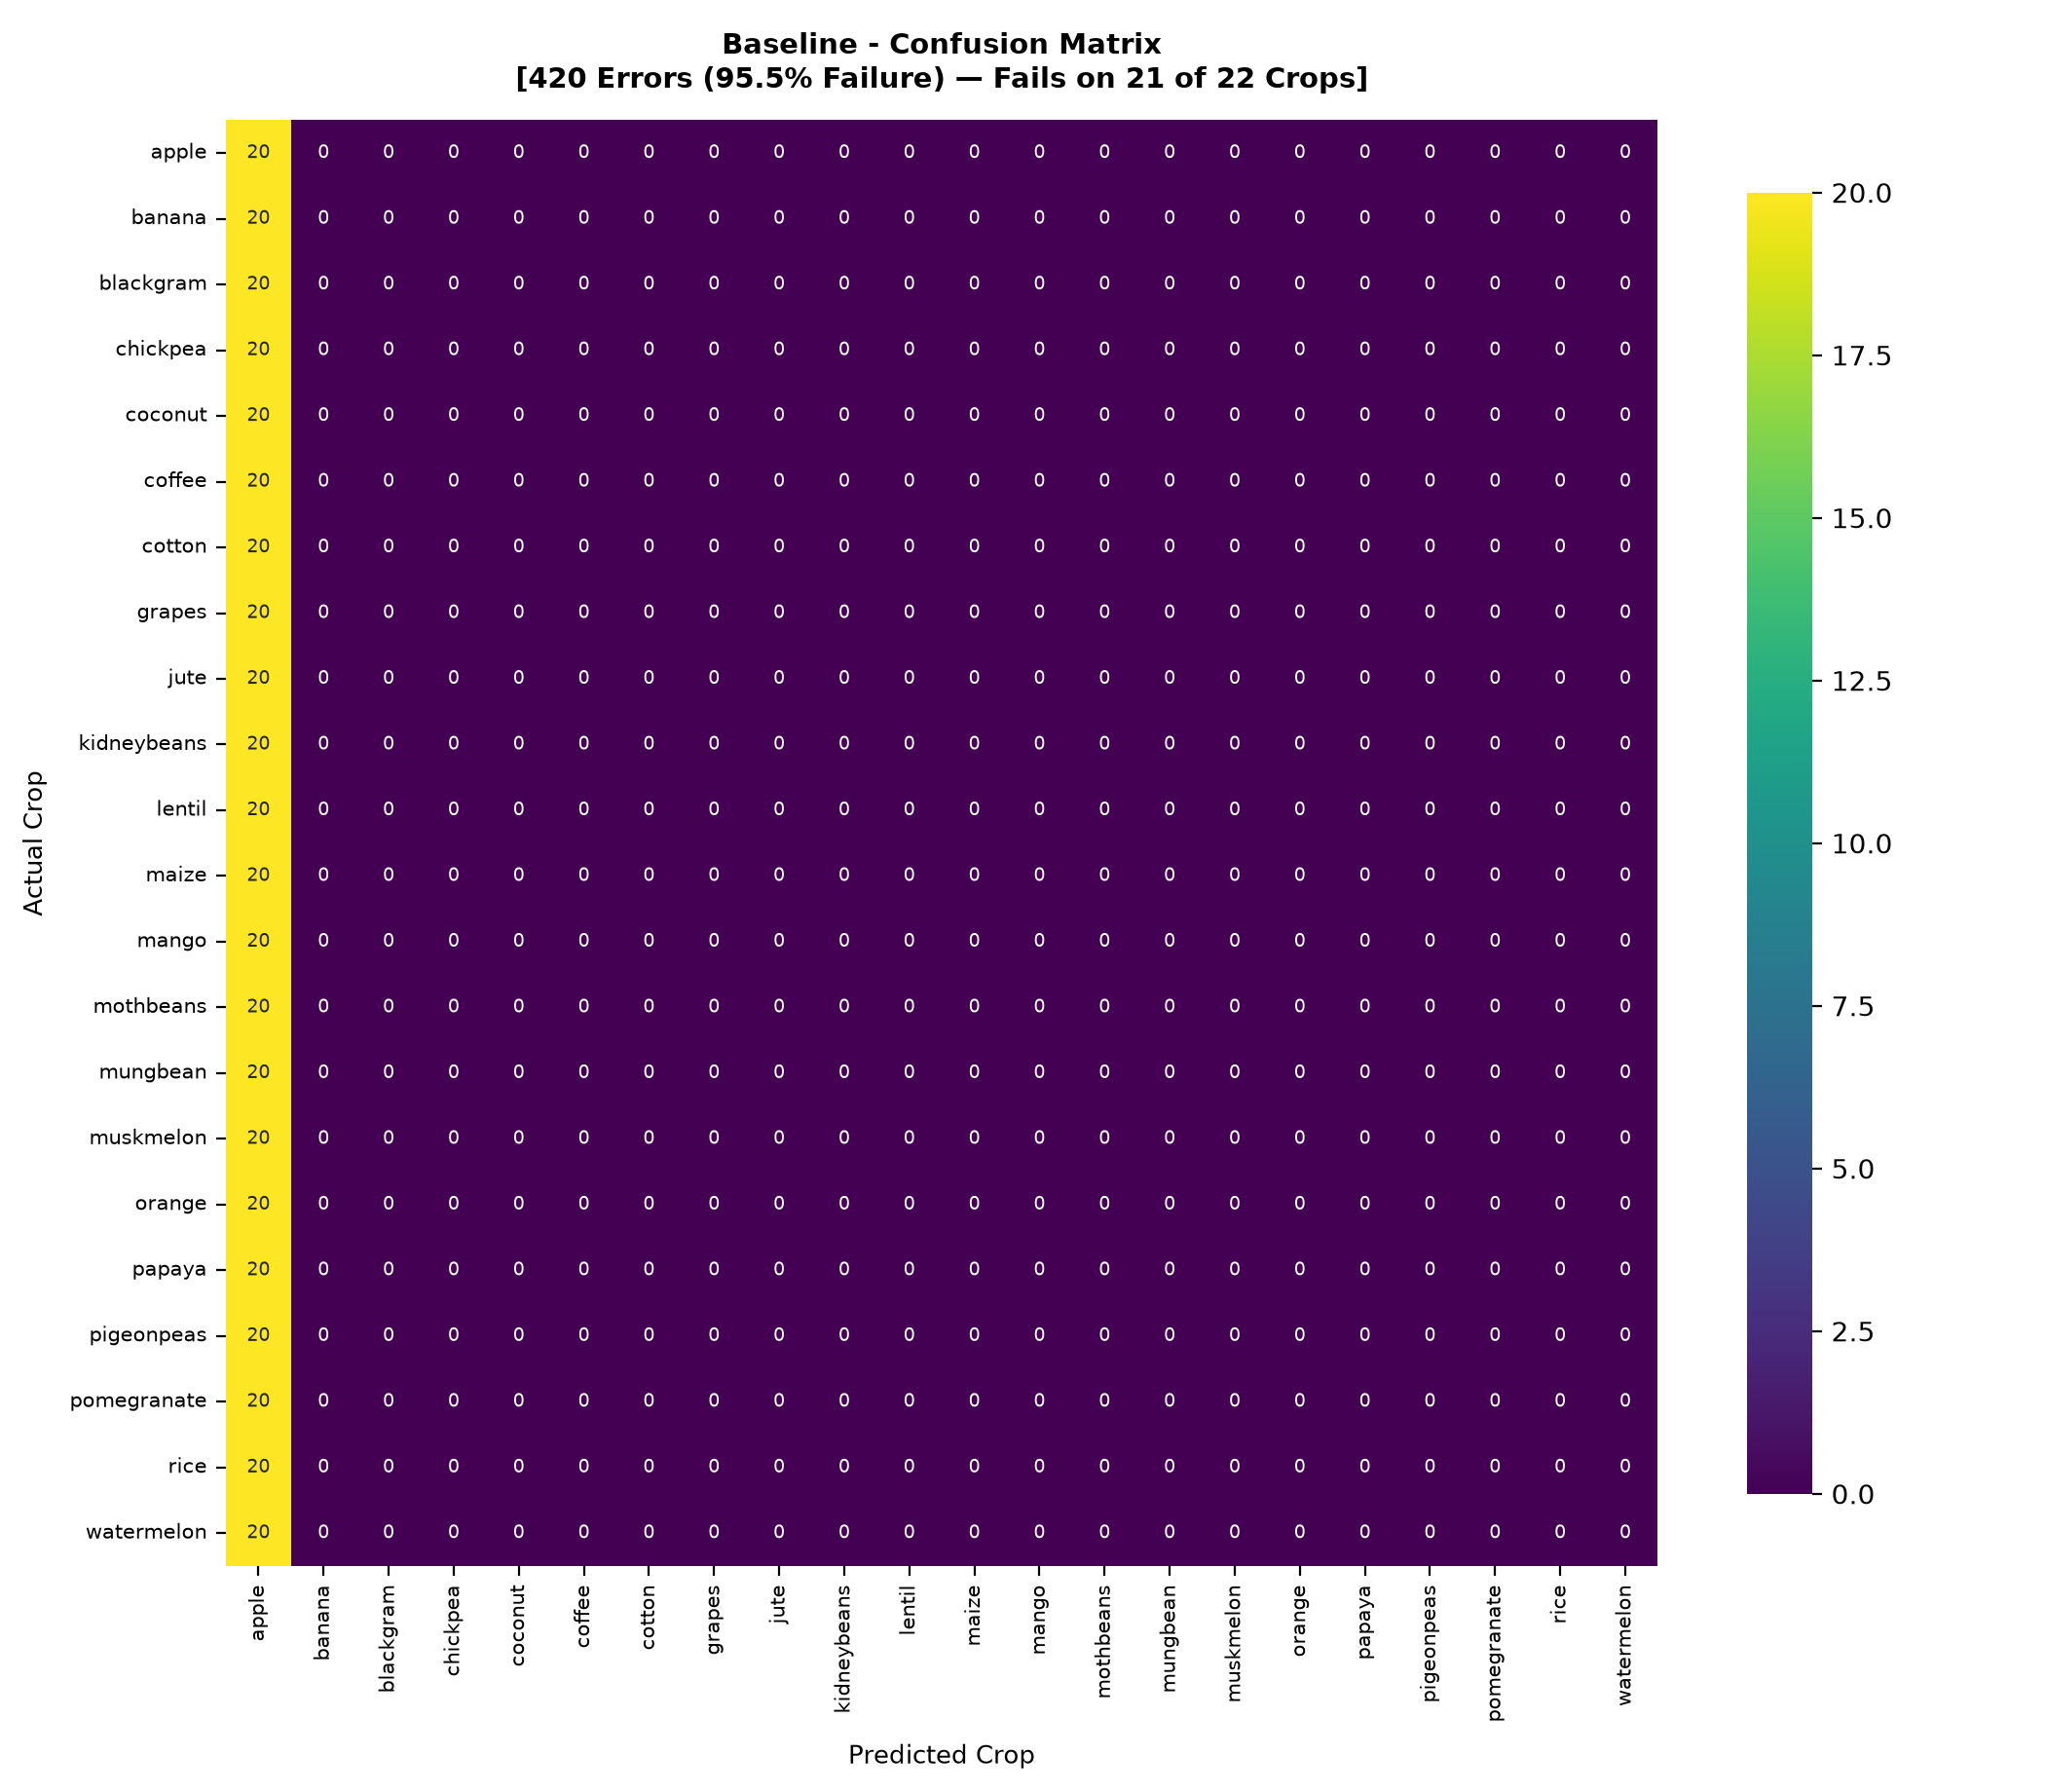 Baseline - Confusion Matrix
[420 Errors (95.5% Failure) — Fails on 21 of 22 Crops]
apple 20 0 0 0 0 0 0 0 0 0 0 0 0 0 0 0 0 0 0 0 0 0
banana 20 0 0 0 0 0 0 0 0 0 0 0 0 0 0 0 0 0 0 0 0 0
blackgram 20 0 0 0 0 0 0 0 0 0 0 0 0 0 0 0 0 0 0 0 0 0
chickpea 20 0 0 0 0 0 0 0 0 0 0 0 0 0 0 0 0 0 0 0 0 0
coconut 20 0 0 0 0 0 0 0 0 0 0 0 0 0 0 0 0 0 0 0 0 0
coffee 20 0 0 0 0 0 0 0 0 0 0 0 0 0 0 0 0 0 0 0 0 0
cotton 20 0 0 0 0 0 0 0 0 0 0 0 0 0 0 0 0 0 0 0 0 0
grapes 20 0 0 0 0 0 0 0 0 0 0 0 0 0 0 0 0 0 0 0 0 0
jute 20 0 0 0 0 0 0 0 0 0 0 0 0 0 0 0 0 0 0 0 0 0
kidneybeans 20 0 0 0 0 0 0 0 0 0 0 0 0 0 0 0 0 0 0 0 0 0
lentil 20 0 0 0 0 0 0 0 0 0 0 0 0 0 0 0 0 0 0 0 0 0
maize 20 0 0 0 0 0 0 0 0 0 0 0 0 0 0 0 0 0 0 0 0 0
mango 20 0 0 0 0 0 0 0 0 0 0 0 0 0 0 0 0 0 0 0 0 0
mothbeans 20 0 0 0 0 0 0 0 0 0 0 0 0 0 0 0 0 0 0 0 0 0
mungbean 20 0 0 0 0 0 0 0 0 0 0 0 0 0 0 0 0 0 0 0 0 0
muskmelon 20 0 0 0 0 0 0 0 0 0 0 0 0 0 0 0 0 0 0 0 0 0
orange 20 0 0 0 0 0 0 0 0 0 0 0 0 0 0 0 0 0 0 0 0 0
papaya 20 0 0 0 0 0 0 0 0 0 0 0 0 0 0 0 0 0 0 0 0 0
pigeonpeas 20 0 0 0 0 0 0 0 0 0 0 0 0 0 0 0 0 0 0 0 0 0
pomegranate 20 0 0 0 0 0 0 0 0 0 0 0 0 0 0 0 0 0 0 0 0 0
rice 20 0 0 0 0 0 0 0 0 0 0 0 0 0 0 0 0 0 0 0 0 0
watermelon 20 0 0 0 0 0 0 0 0 0 0 0 0 0 0 0 0 0 0 0 0 0
Actual Crop
apple
banana
blackgram
chickpea
coconut
coffee
cotton
grapes
jute
kidneybeans
lentil
maize
mango
mothbeans
mungbean
muskmelon
orange
papaya
pigeonpeas
pomegranate
rice
watermelon
Predicted Crop
20.0
17.5
15.0
12.5
10.0
7.5
5.0
2.5
0.0